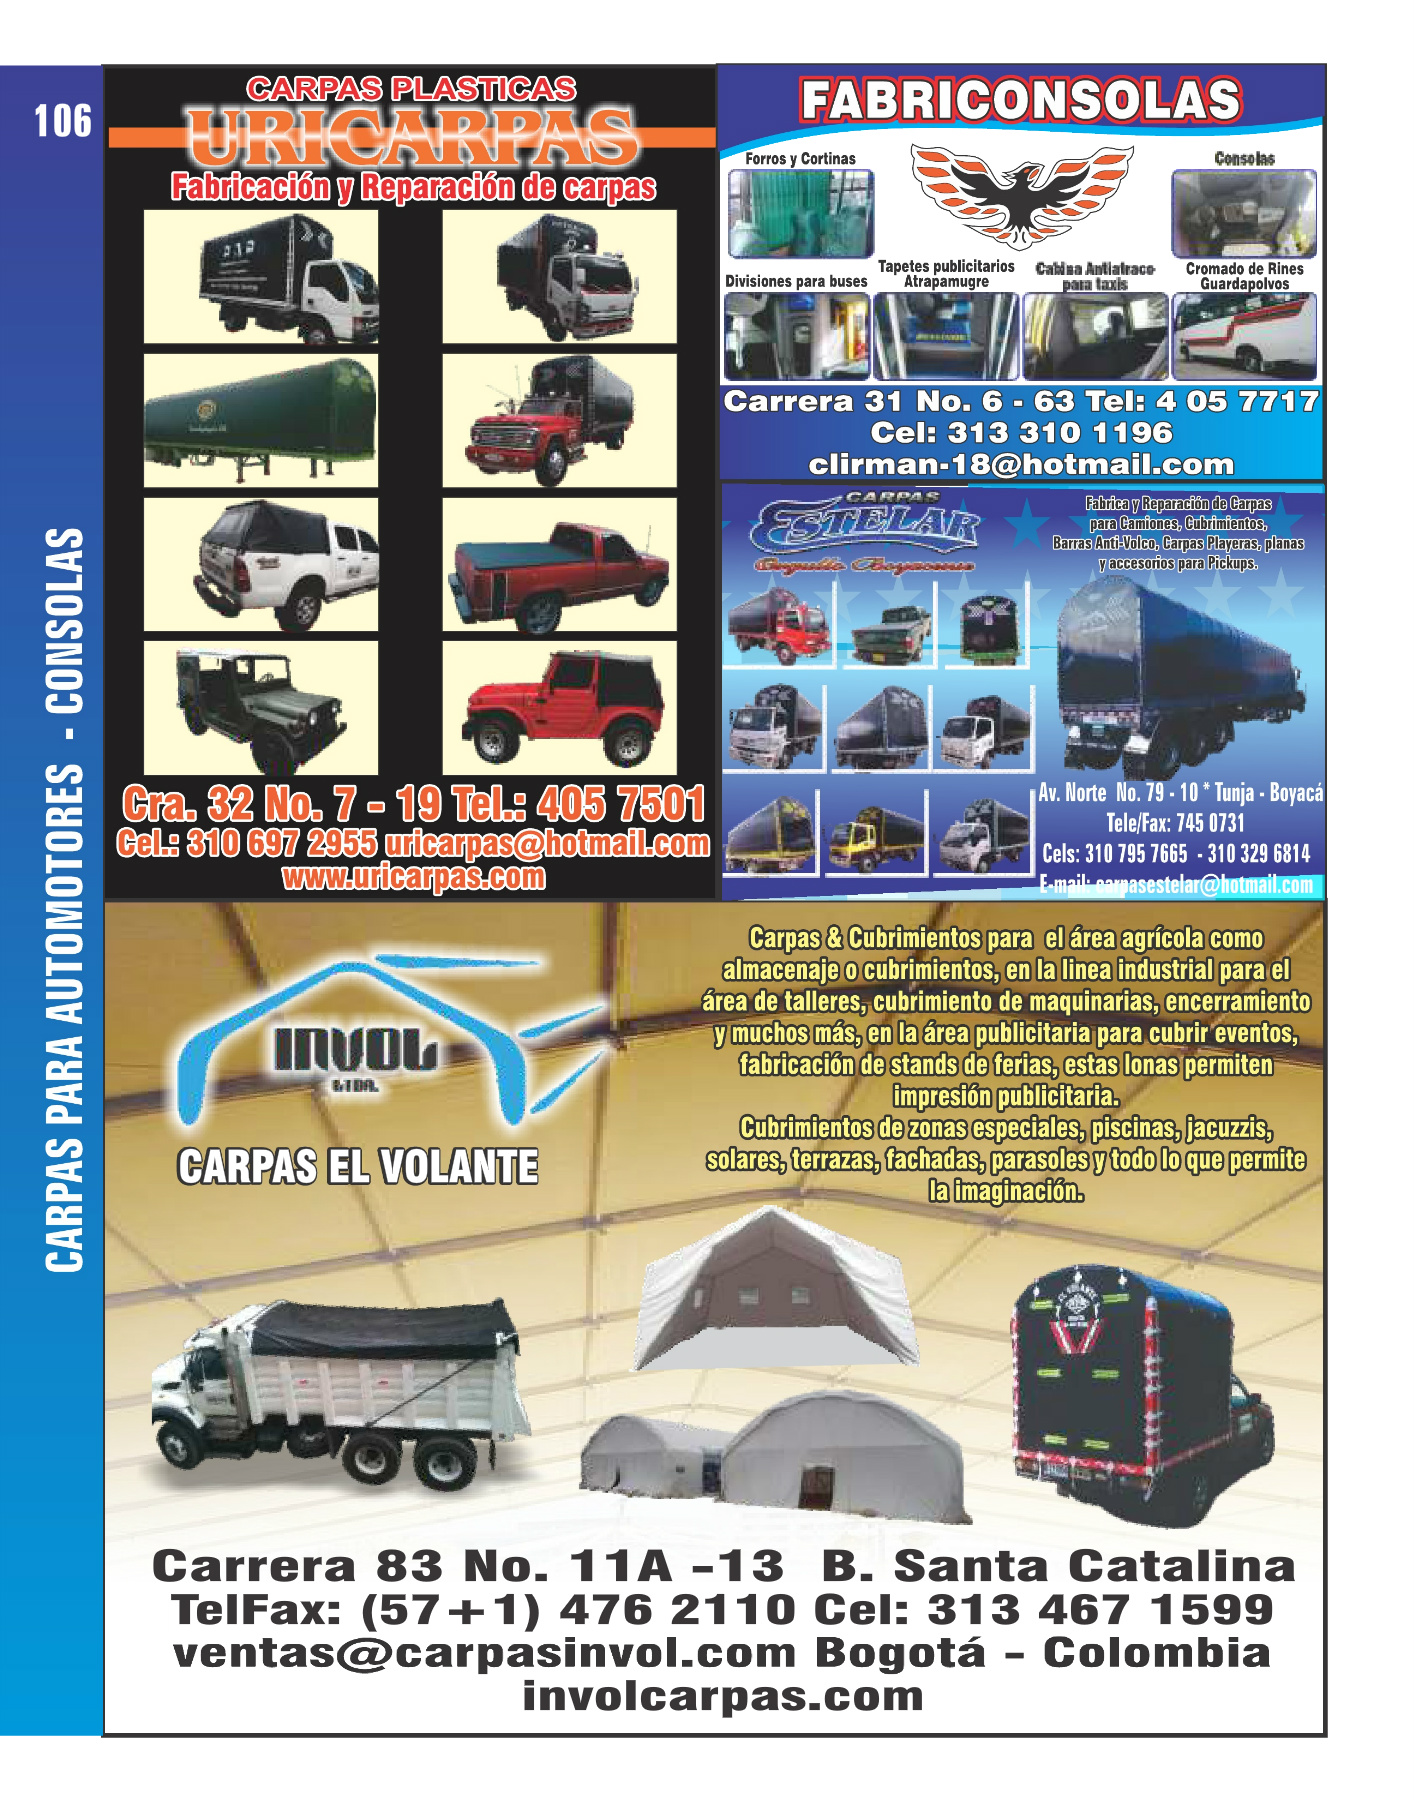 106
CARPAS PARA AUTOMOTORES - CONSOLAS
CARPAS PLASTICAS
URICARPAS
Fabricación y Reparación de carpas
Cra. 32 No. 7 - 19 Tel.: 405 7501
Cel.: 310 697 2955 uricarpas@hotmail.com
www.uricarpas.com
FABRICONSOLAS
Forros y Cortinas
Consolas
Divisiones para buses
Tapetes publicitarios
Atrapamugre
Cabina Antiatraco
para taxis
Cromado de Rines
Guardapolvos
Carrera 31 No. 6 - 63 Tel: 4 05 7717
Cel: 313 310 1196
clirman-18@hotmail.com
CARPAS
ESTELAR
Orgullo Boyacense
Fabrica y Reparación de Carpas
para Camiones, Cubrimientos,
Barras Anti-Volco, Carpas Playeras, planas
y accesorios para Pickups.
Av. Norte No. 79 - 10 * Tunja - Boyacá
Tele/Fax: 745 0731
Cels: 310 795 7665 - 310 329 6814
E-mail: carpasestelar@hotmail.com
INVOL
LTDA.
CARPAS EL VOLANTE
Carpas & Cubrimientos para el área agrícola como
almacenaje o cubrimientos, en la linea industrial para el
área de talleres, cubrimiento de maquinarias, encerramiento
y muchos más, en la área publicitaria para cubrir eventos,
fabricación de stands de ferias, estas lonas permiten
impresión publicitaria.
Cubrimientos de zonas especiales, piscinas, jacuzzis,
solares, terrazas, fachadas, parasoles y todo lo que permite
la imaginación.
EL VOLANTE
Carrera 83 No. 11A -13 B. Santa Catalina
TelFax: (57+1) 476 2110 Cel: 313 467 1599
ventas@carpasinvol.com Bogotá - Colombia
involcarpas.com